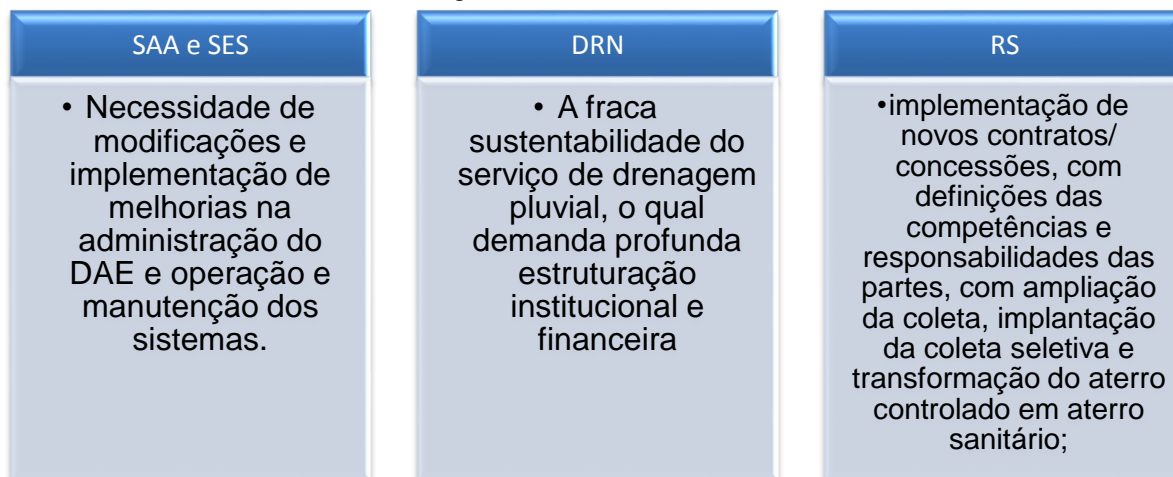 SAA e SES
• Necessidade de
modificações e
implementação de
melhorias na
administração do
DAE e operação e
manutenção dos
sistemas.
DRN
• A fraca
sustentabilidade do
serviço de drenagem
pluvial, o qual
demanda profunda
estruturação
institucional e
financeira
RS
•implementação de
novos contratos/
concessões, com
definições das
competências e
responsabilidades das
partes, com ampliação
da coleta, implantação
da coleta seletiva e
transformação do aterro
controlado em aterro
sanitário;